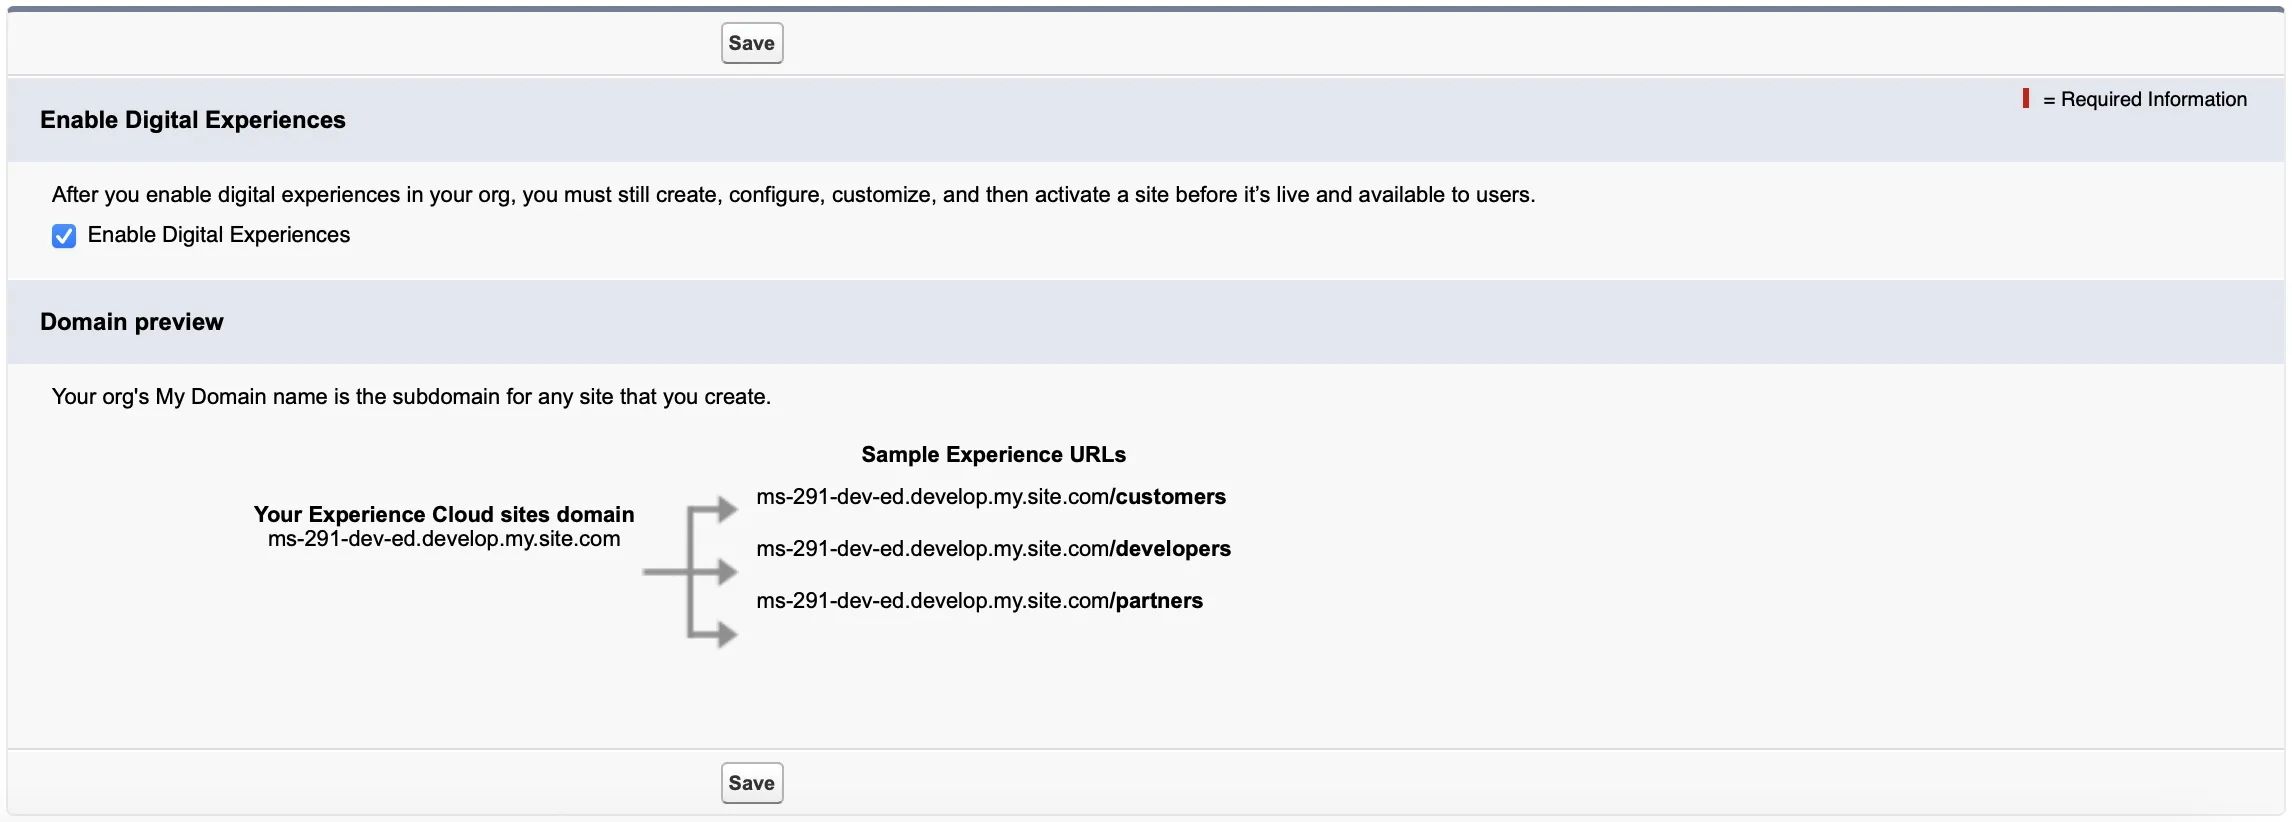 Save
Enable Digital Experiences
= Required Information
After you enable digital experiences in your org, you must still create, configure, customize, and then activate a site before it’s live and available to users.
Enable Digital Experiences
Domain preview
Your org's My Domain name is the subdomain for any site that you create.
Sample Experience URLs
Your Experience Cloud sites domain
ms-291-dev-ed.develop.my.site.com
ms-291-dev-ed.develop.my.site.com/customers
ms-291-dev-ed.develop.my.site.com/developers
ms-291-dev-ed.develop.my.site.com/partners
Save